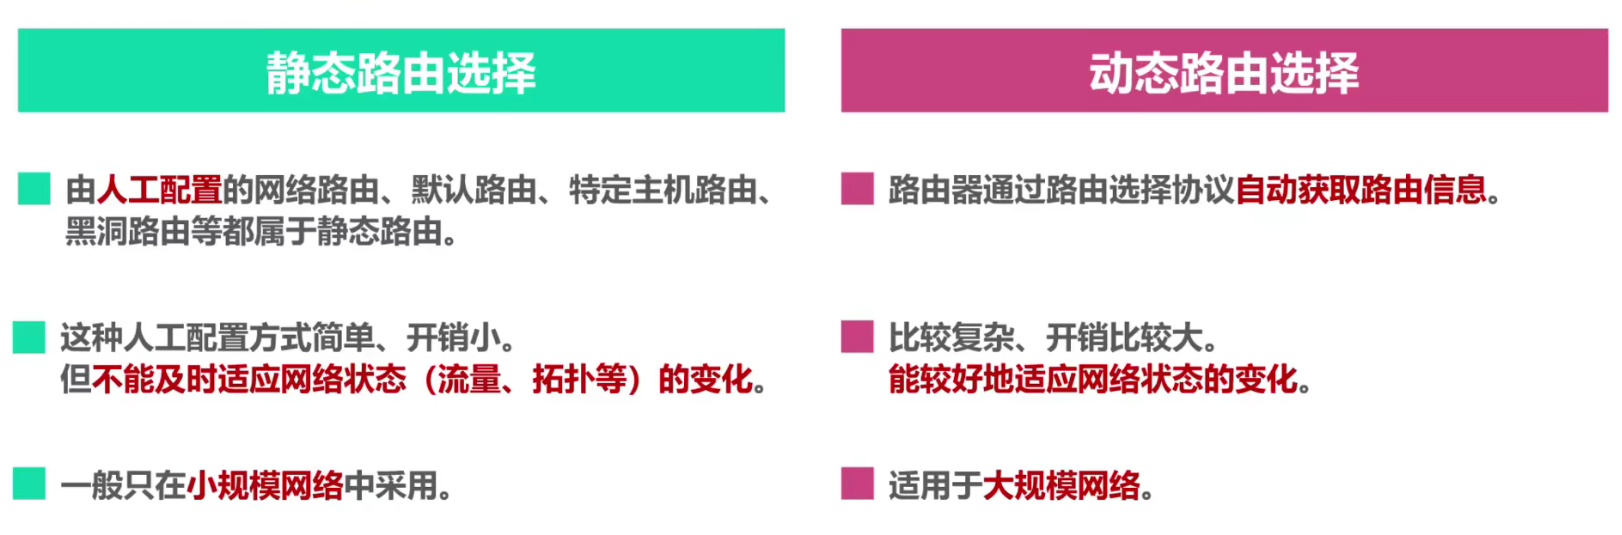 静态路由选择
由人工配置的网络路由、默认路由、特定主机路由、
黑洞路由等都属于静态路由。
这种人工配置方式简单、开销小。
但不能及时适应网络状态（流量、拓扑等）的变化。
一般只在小规模网络中采用。
动态路由选择
路由器通过路由选择协议自动获取路由信息。
比较复杂、开销比较大。
能较好地适应网络状态的变化。
适用于大规模网络。